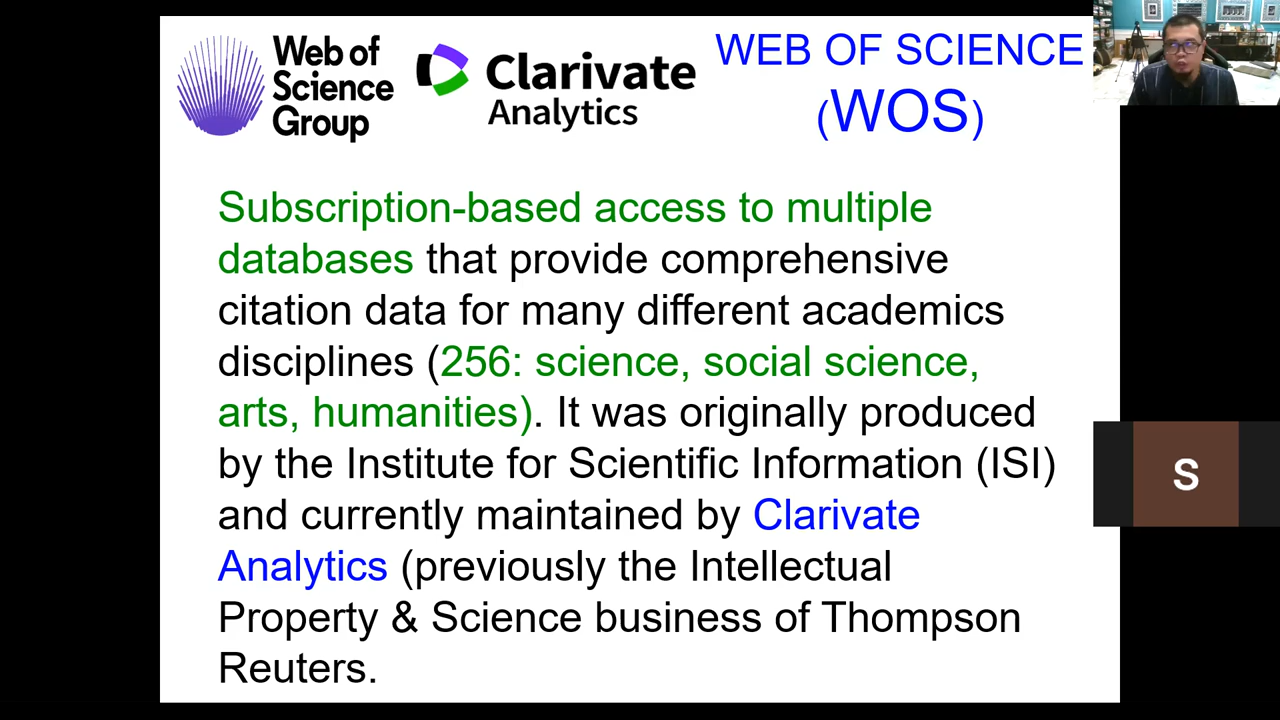 Web of
Science
Group
Clarivate
Analytics
WEB OF SCIENCE
(WOS)
Subscription-based access to multiple
databases that provide comprehensive
citation data for many different academics
disciplines (256: science, social science,
arts, humanities). It was originally produced
by the Institute for Scientific Information (ISI)
and currently maintained by Clarivate
Analytics (previously the Intellectual
Property & Science business of Thompson
Reuters.
S